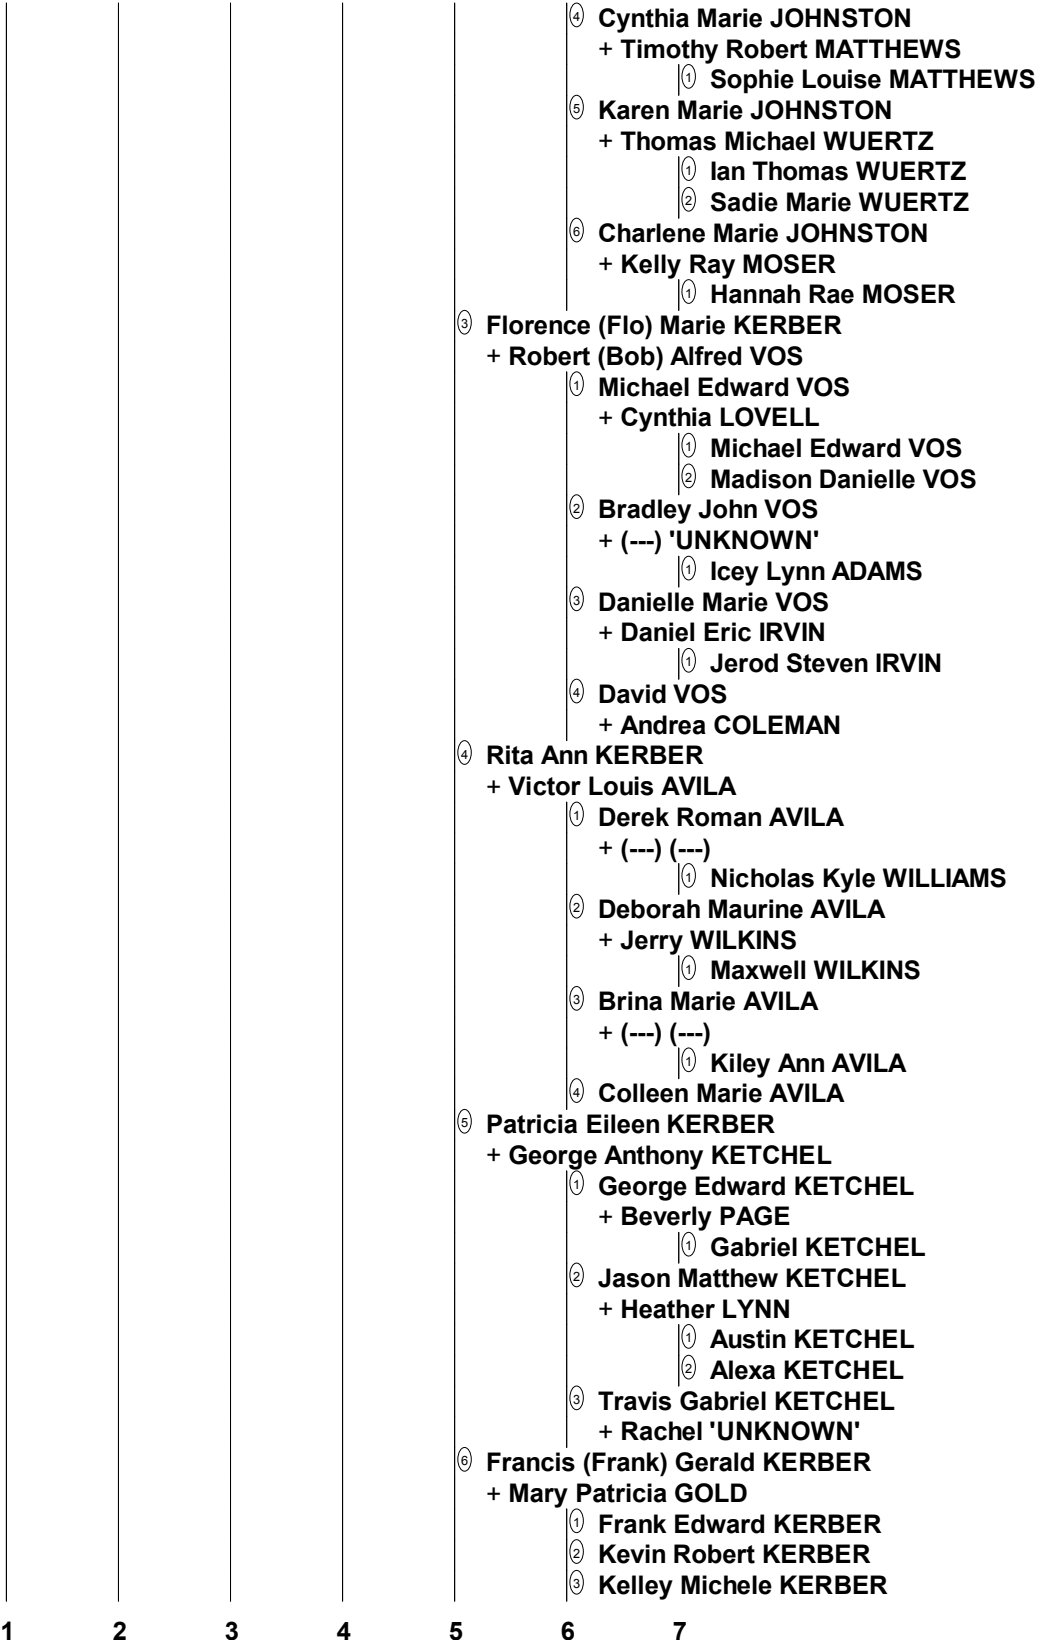 ④ Cynthia Marie JOHNSTON
+ Timothy Robert MATTHEWS
① Sophie Louise MATTHEWS
⑤ Karen Marie JOHNSTON
+ Thomas Michael WUERTZ
① Ian Thomas WUERTZ
② Sadie Marie WUERTZ
⑥ Charlene Marie JOHNSTON
+ Kelly Ray MOSER
① Hannah Rae MOSER
③ Florence (Flo) Marie KERBER
+ Robert (Bob) Alfred VOS
① Michael Edward VOS
+ Cynthia LOVELL
① Michael Edward VOS
② Madison Danielle VOS
② Bradley John VOS
+ (---) 'UNKNOWN'
① Icey Lynn ADAMS
③ Danielle Marie VOS
+ Daniel Eric IRVIN
① Jerod Steven IRVIN
④ David VOS
+ Andrea COLEMAN
④ Rita Ann KERBER
+ Victor Louis AVILA
① Derek Roman AVILA
+ (---) (---)
① Nicholas Kyle WILLIAMS
② Deborah Maurine AVILA
+ Jerry WILKINS
① Maxwell WILKINS
③ Brina Marie AVILA
+ (---) (---)
① Kiley Ann AVILA
④ Colleen Marie AVILA
⑤ Patricia Eileen KERBER
+ George Anthony KETCHEL
① George Edward KETCHEL
+ Beverly PAGE
① Gabriel KETCHEL
② Jason Matthew KETCHEL
+ Heather LYNN
① Austin KETCHEL
② Alexa KETCHEL
③ Travis Gabriel KETCHEL
+ Rachel 'UNKNOWN'
⑥ Francis (Frank) Gerald KERBER
+ Mary Patricia GOLD
① Frank Edward KERBER
② Kevin Robert KERBER
③ Kelley Michele KERBER
1 2 3 4 5 6 7